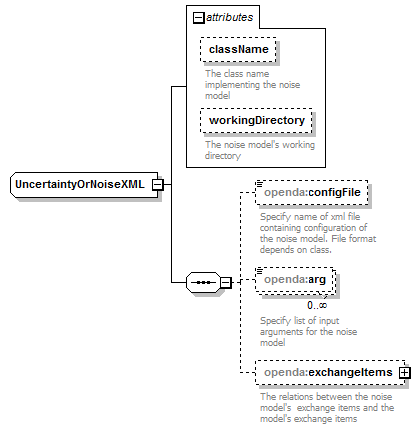 attributes
className
The class name
implementing the noise
model
workingDirectory
The noise model's working
directory
UncertaintyOrNoiseXML
openda:configFile
Specify name of xml file
containing configuration of
the noise model. File format
depends on class.
openda:arg
0..∞
Specify list of input
arguments for the noise
model
openda:exchangeItems
The relations between the noise
model's exchange items and the
model's exchange items